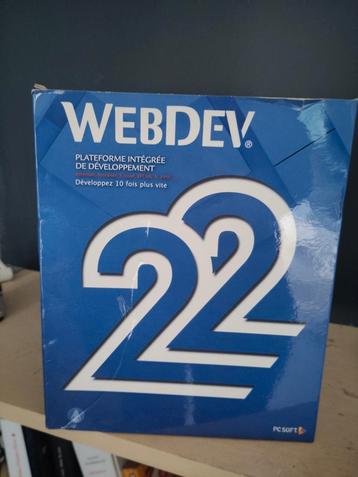 WEBDEV®
PLATEFORME INTÉGRÉE
DE DÉVELOPPEMENT
Développez 10 fois plus vite
22
PC SOFT